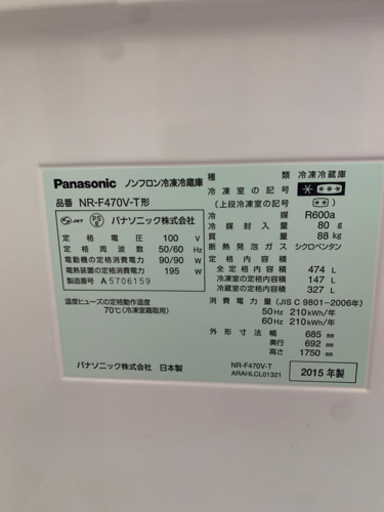 Panasonic ノンフロン冷凍冷蔵庫
品番 NR-F470V-T形
JET PSE パナソニック株式会社
定格電圧 100 V
定格周波数 50/60 Hz
電動機の定格消費電力 90/90 W
電熱装置の定格消費電力 195 W
製造番号 A 5706159
温度ヒューズの定格動作温度
70℃(冷凍室霜取用)
パナソニック株式会社 日本製
種類 冷凍冷蔵庫
冷凍室の記号 * ***
(上段冷凍室の記号) (**)
冷媒 R600a
冷媒封入量 80 g
質量 88 kg
断熱発泡ガス シクロペンタン
定格内容積
全定格内容積 474 L
冷凍室の定格内容積 147 L
冷蔵室の定格内容積 327 L
消費電力量(JIS C 9801-2006年)
50Hz 210kWh/年
60Hz 210kWh/年
外形寸法 幅 685 mm
奥行 692 mm
高さ 1750 mm
NR-F470V-T
ARAHLCL01321
2015年製